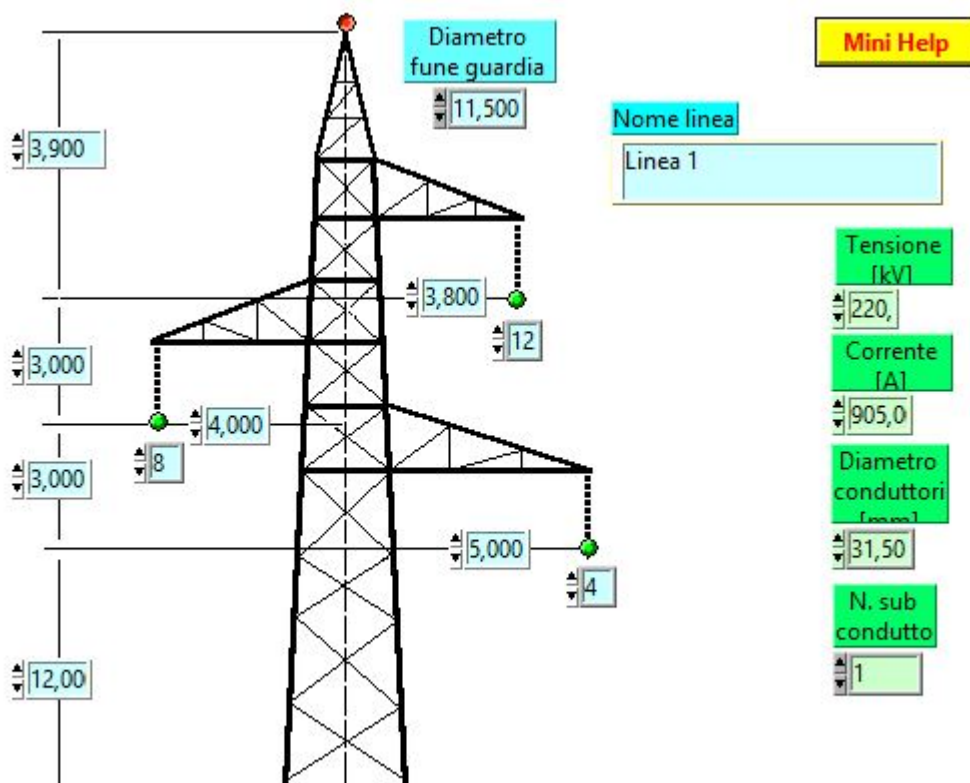 Diametro
fune guardia
11,500
Mini Help
Nome linea
Linea 1
3,900
Tensione
[kV]
220,
3,800
12
Corrente
[A]
905,0
3,000
4,000
8
3,000
Diametro
conduttori
[mm]
31,50
5,000
4
N. sub
condutto
1
12,00